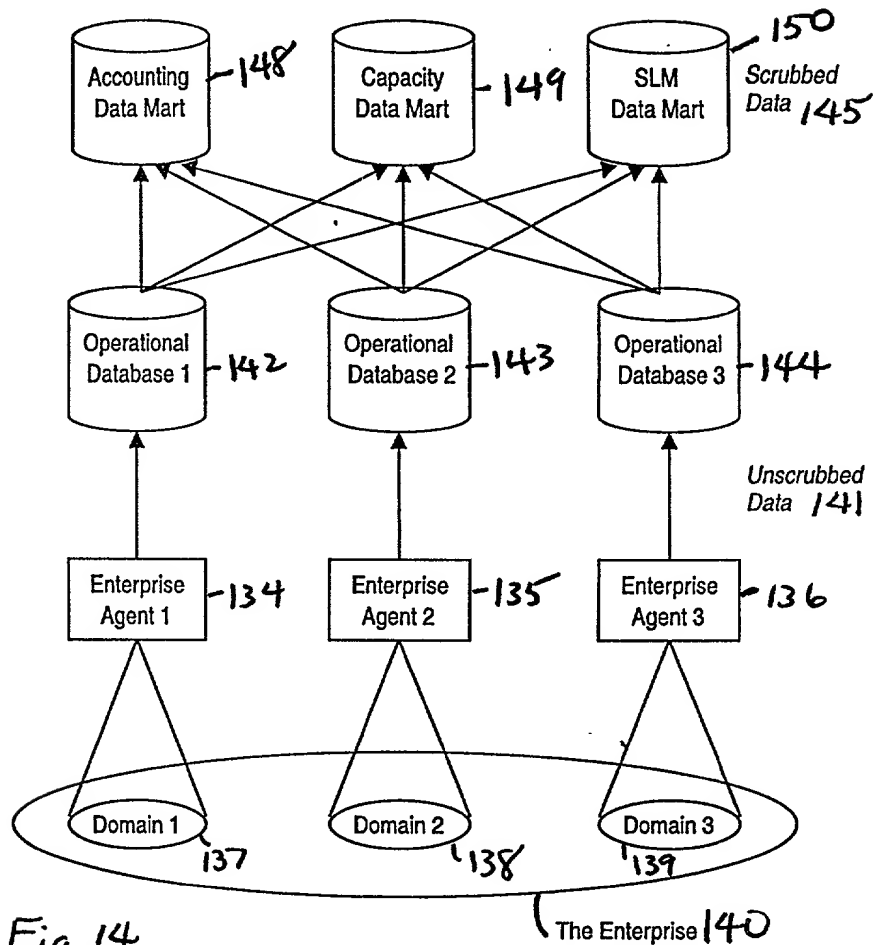 150
Accounting
Data Mart
148
Capacity
Data Mart
149
SLM
Data Mart
Scrubbed
Data 145
Operational
Database 1
142
Operational
Database 2
143
Operational
Database 3
144
Unscrubbed
Data 141
Enterprise
Agent 1
134
Enterprise
Agent 2
135
Enterprise
Agent 3
136
Domain 1
137
Domain 2
138
Domain 3
139
Fig. 14
The Enterprise 140